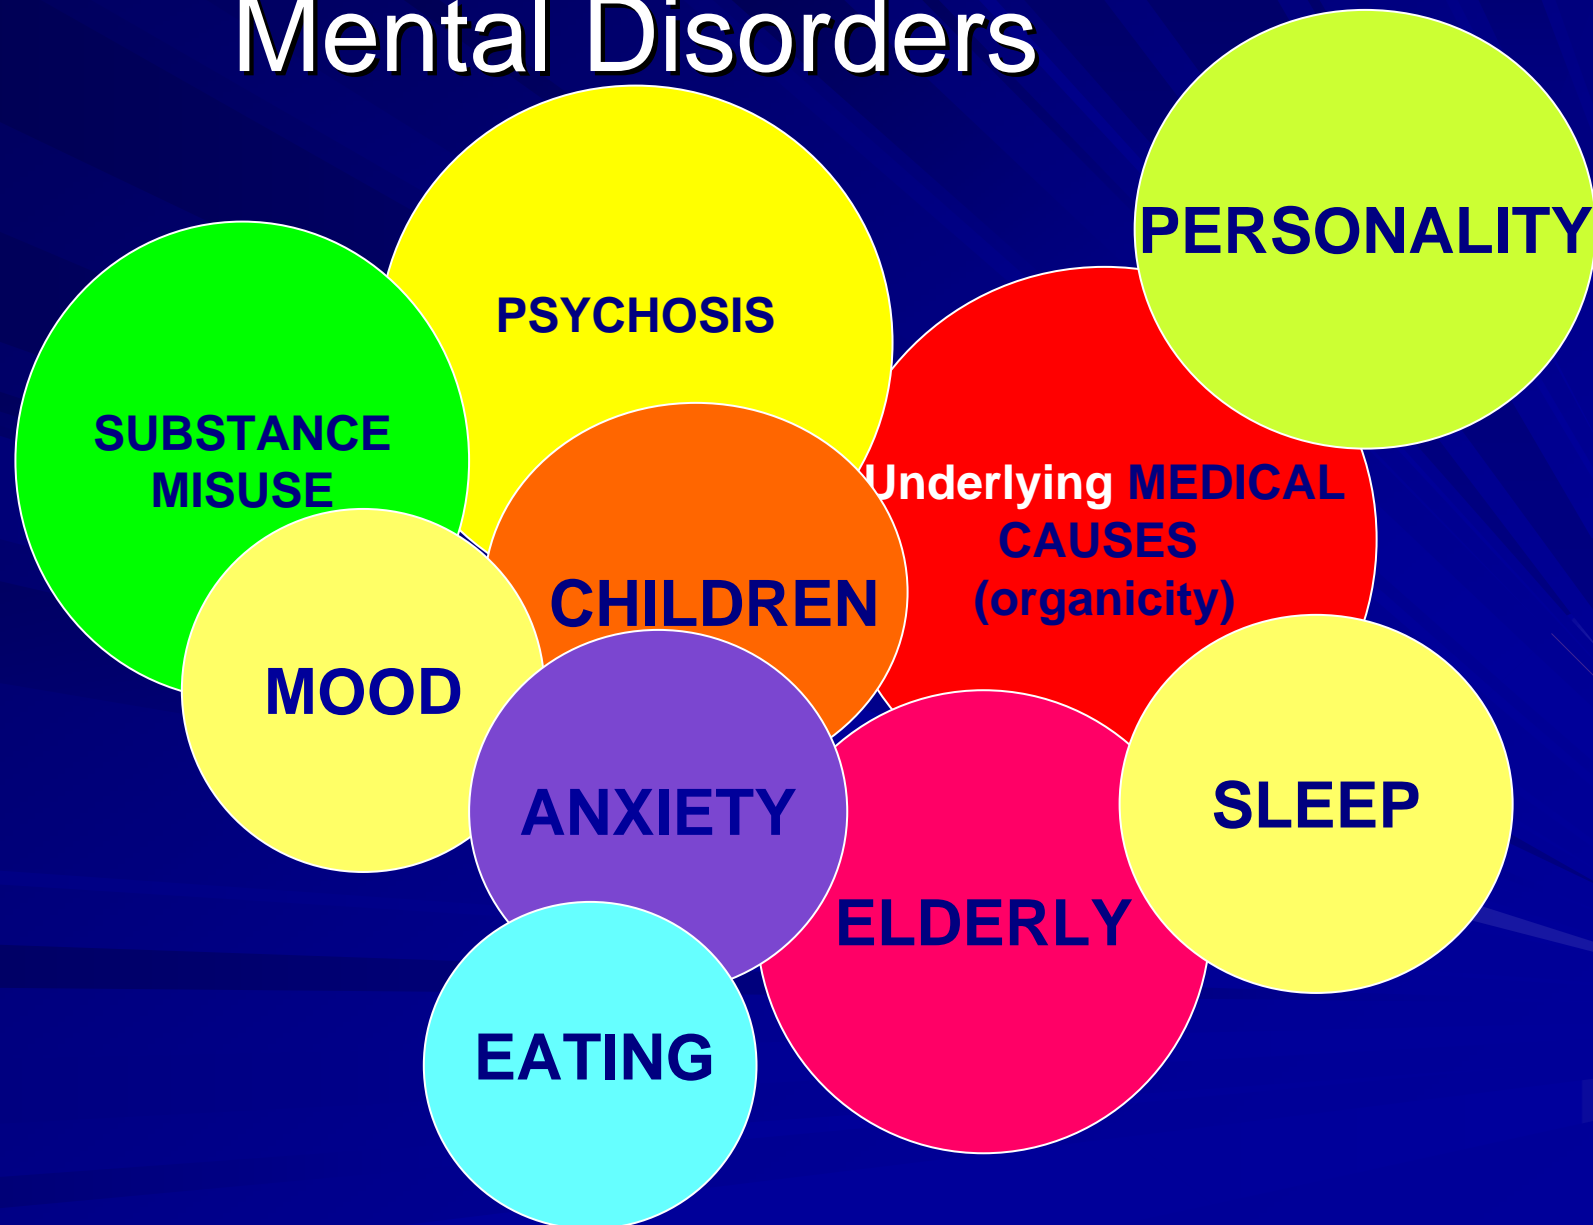 Mental Disorders
PERSONALITY
PSYCHOSIS
SUBSTANCE
MISUSE
Underlying MEDICAL
CAUSES
(organicity)
CHILDREN
MOOD
ANXIETY
SLEEP
ELDERLY
EATING